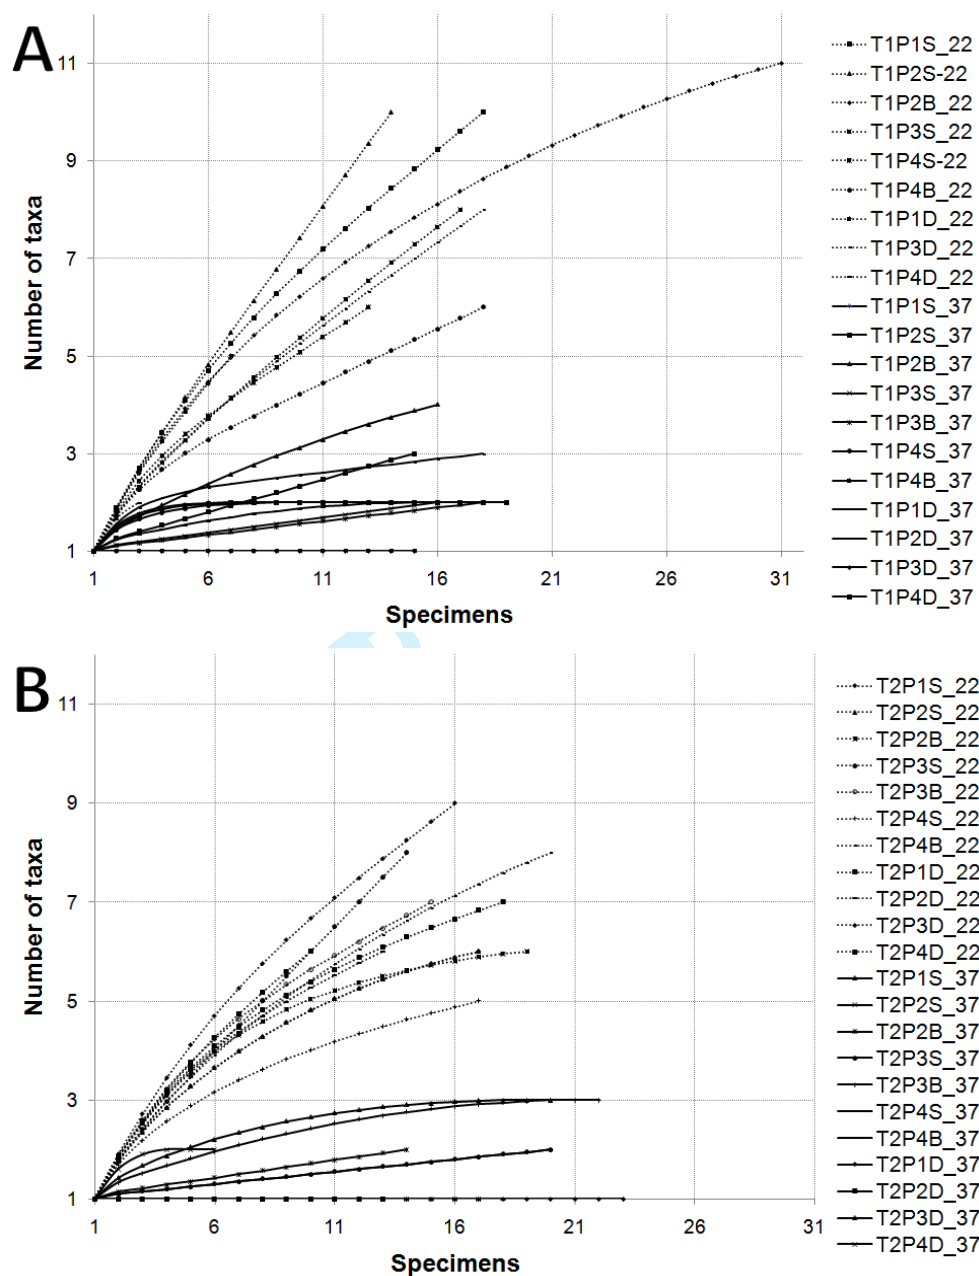 A
Number of taxa
11
9
7
5
3
1
1 6 11 16 21 26 31
Specimens
T1P1S_22
T1P2S-22
T1P2B_22
T1P3S_22
T1P4S-22
T1P4B_22
T1P1D_22
T1P3D_22
T1P4D_22
T1P1S_37
T1P2S_37
T1P2B_37
T1P3S_37
T1P3B_37
T1P4S_37
T1P4B_37
T1P1D_37
T1P2D_37
T1P3D_37
T1P4D_37
B
Number of taxa
11
9
7
5
3
1
1 6 11 16 21 26 31
Specimens
T2P1S_22
T2P2S_22
T2P2B_22
T2P3S_22
T2P3B_22
T2P4S_22
T2P4B_22
T2P1D_22
T2P2D_22
T2P3D_22
T2P4D_22
T2P1S_37
T2P2S_37
T2P2B_37
T2P3S_37
T2P3B_37
T2P4S_37
T2P4B_37
T2P1D_37
T2P2D_37
T2P3D_37
T2P4D_37